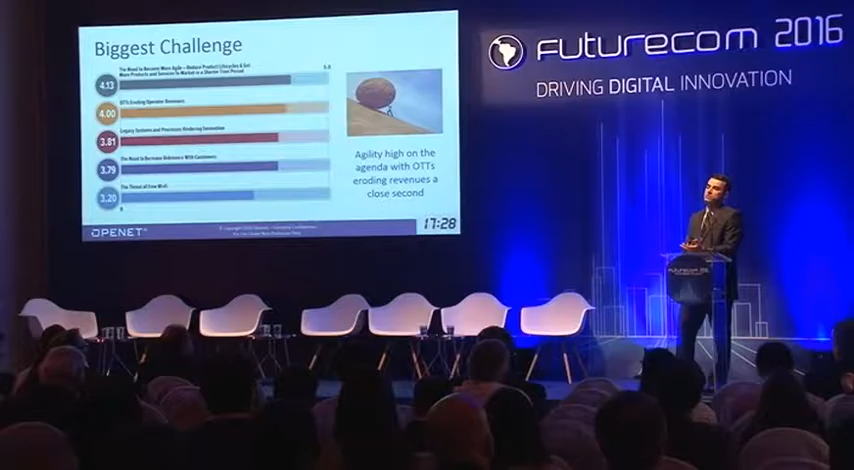 Biggest Challenge
The Need to Become More Agile - Reduce Product Lifecycles & Get
More Products and Services to Market in a Shorter Time Period
5.0
4.13
OTTs Eroding Operator Revenues
4.00
Legacy Systems and Processes Hindering Innovation
3.81
The Need to Increase Relevance With Customers
3.79
The Threat of Free Wi-Fi
3.20
0
Agility high on the
agenda with OTTs
eroding revenues a
close second
OPENET
17:28
FUTURECOM 2016
DRIVING DIGITAL INNOVATION